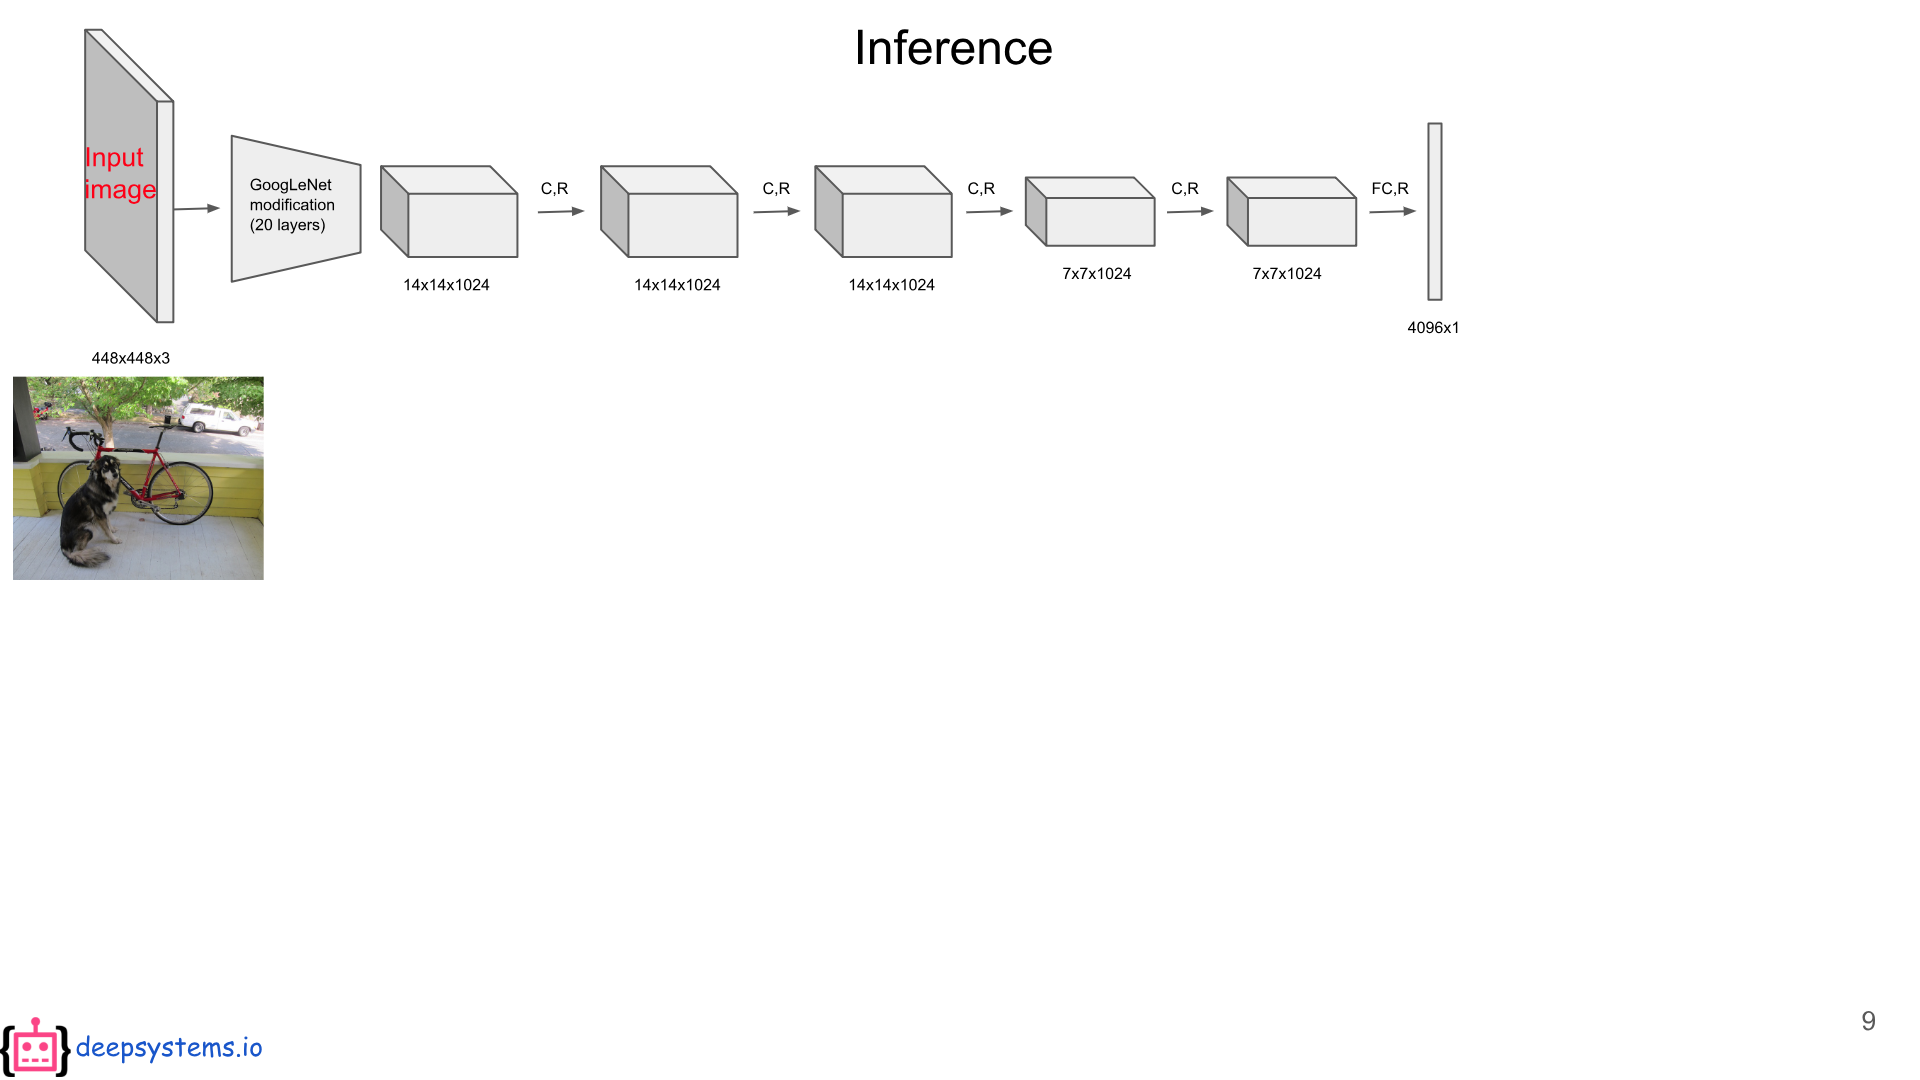 Inference
Input
image
GoogLeNet
modification
(20 layers)
C,R
C,R
C,R
C,R
FC,R
14x14x1024
14x14x1024
14x14x1024
7x7x1024
7x7x1024
4096x1
448x448x3
9
{ } deepsystems.io